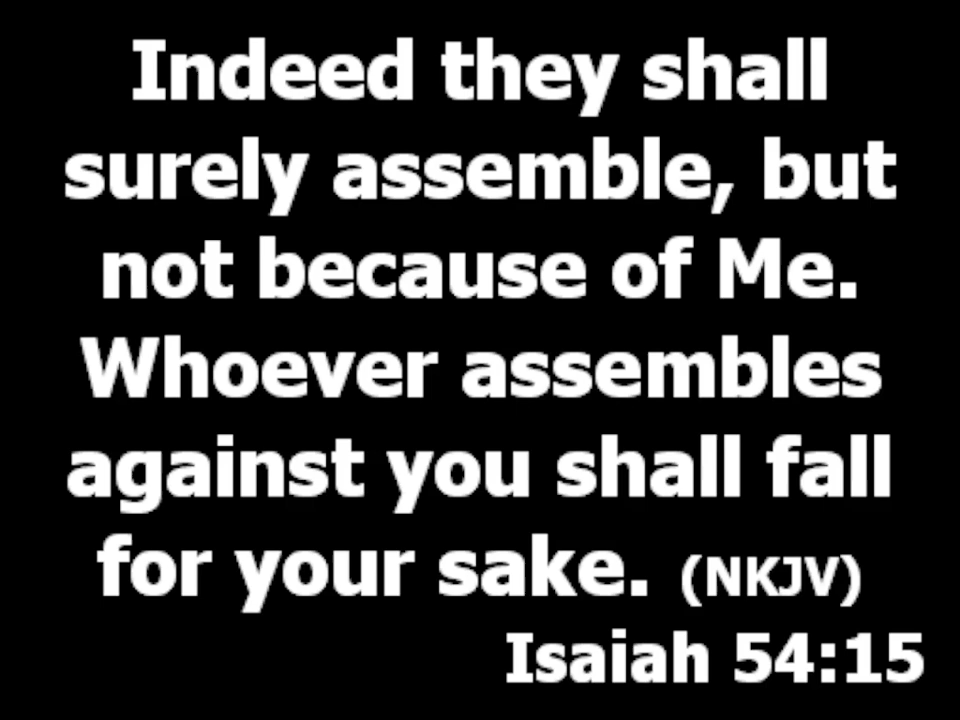 Indeed they shall
surely assemble, but
not because of Me.
Whoever assembles
against you shall fall
for your sake. (NKJV)
Isaiah 54:15